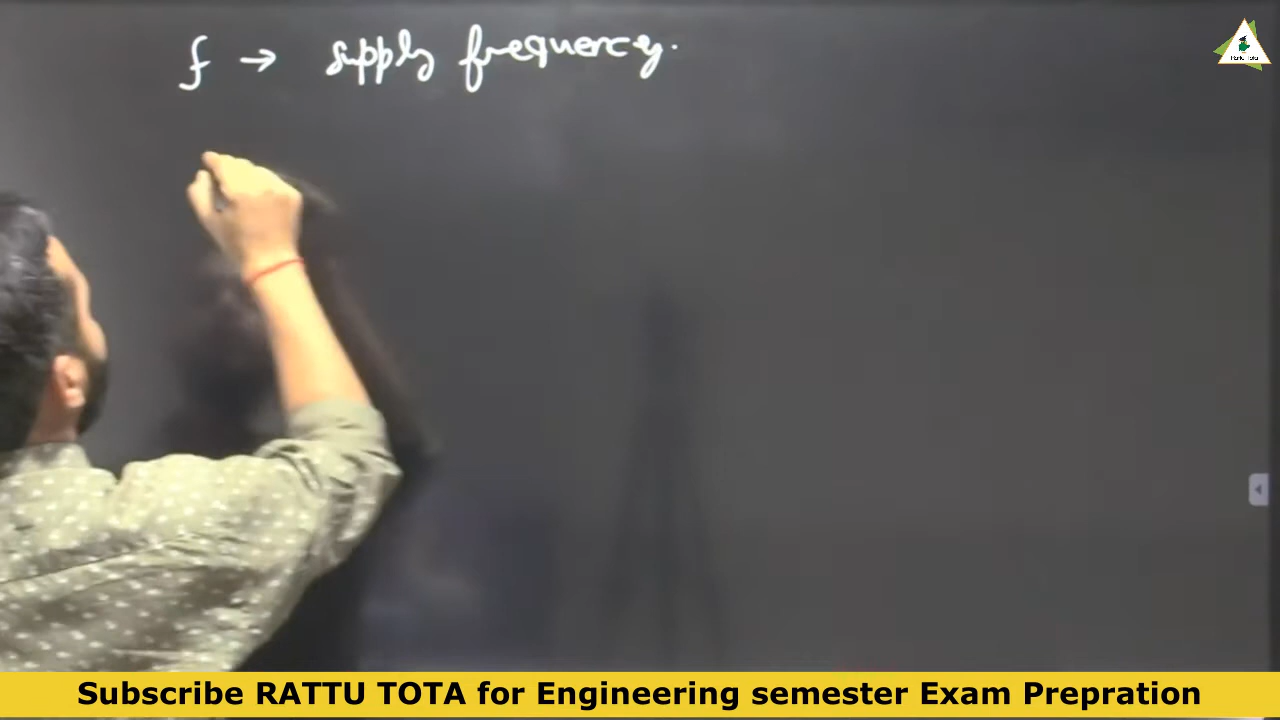 f → supply frequency.
Subscribe RATTU TOTA for Engineering semester Exam Prepration